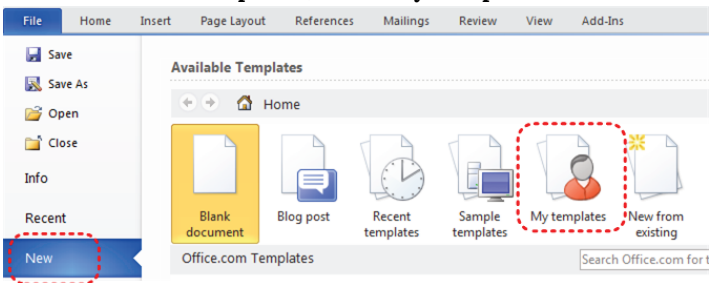 File Home Insert Page Layout References Mailings Review View Add-Ins
Save
Save As
Open
Close
Info
Recent
New
Available Templates
Home
Blank document
Blog post
Recent templates
Sample templates
My templates
New from existing
Office.com Templates
Search Office.com for t